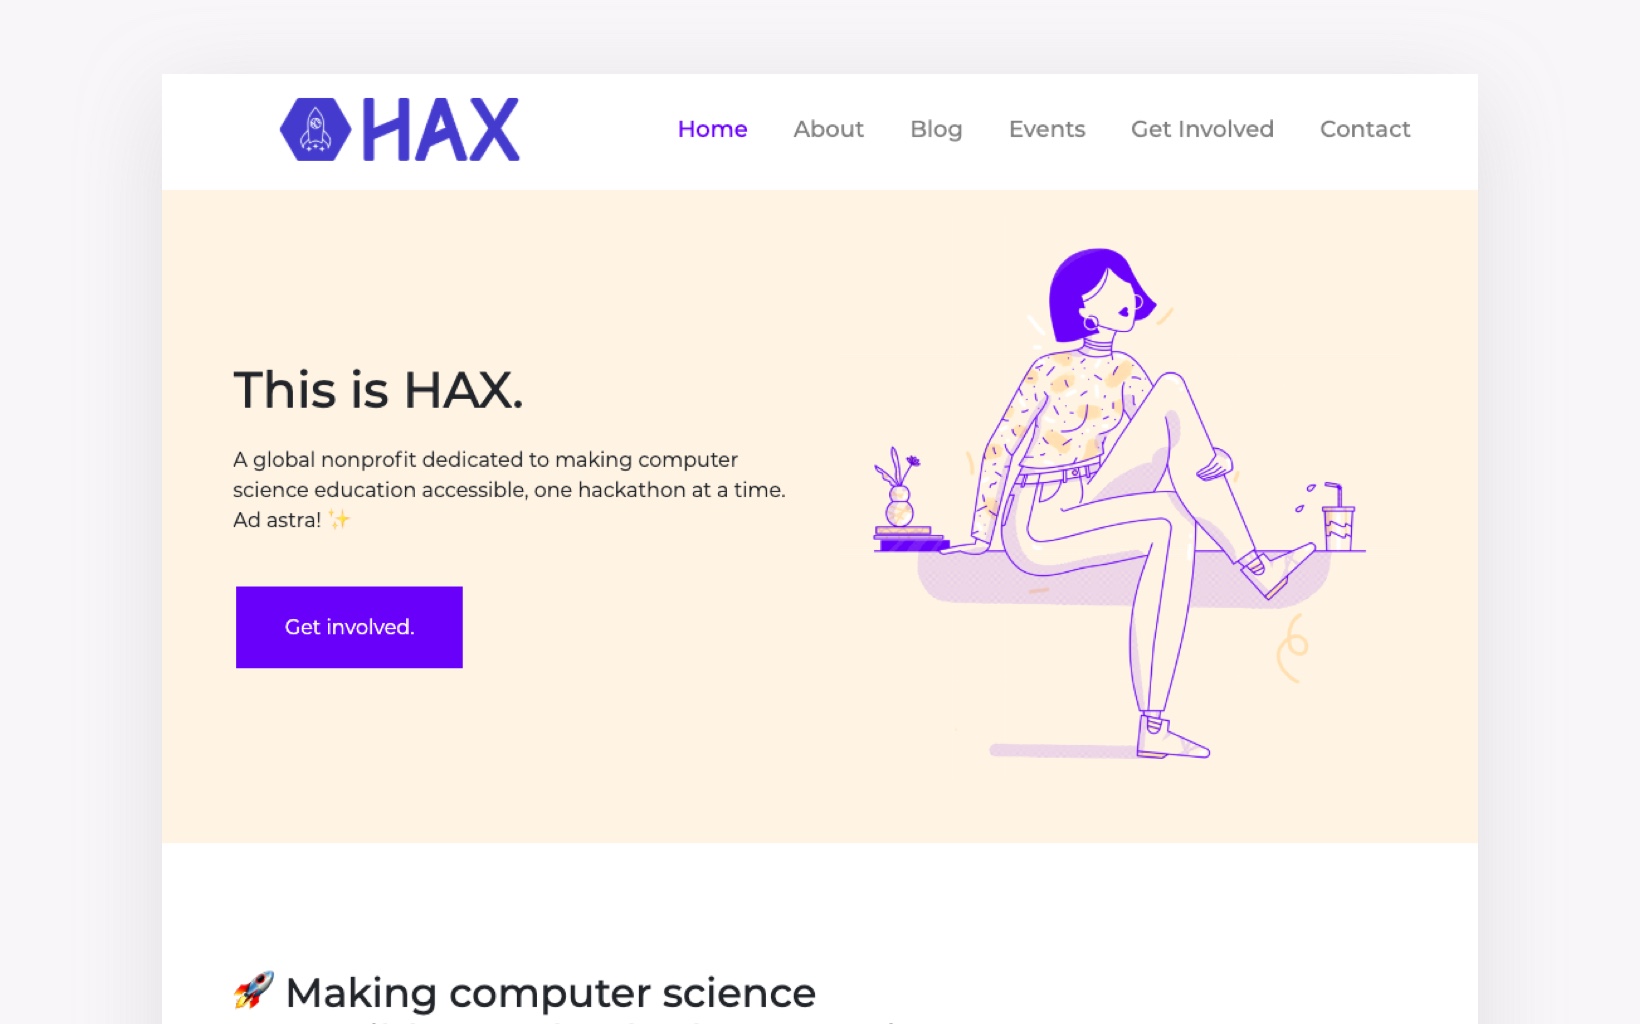 HAX
Home About Blog Events Get Involved Contact
This is HAX.
A global nonprofit dedicated to making computer
science education accessible, one hackathon at a time.
Ad astra! ✨
Get involved.
🚀 Making computer science